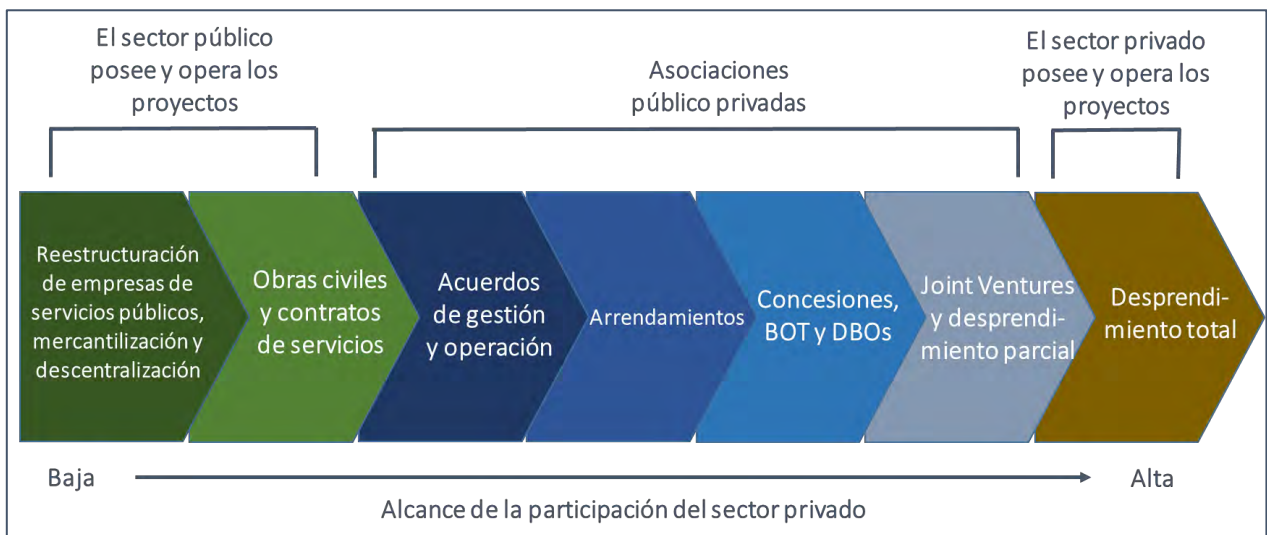 El sector público
posee y opera los
proyectos
Asociaciones
público privadas
El sector privado
posee y opera los
proyectos
Reestructuración
de empresas de
servicios públicos,
mercantilización y
descentralización
Obras civiles
y contratos
de servicios
Acuerdos
de gestión
y operación
Arrendamientos
Concesiones,
BOT y DBOs
Joint Ventures
y desprendi-
miento parcial
Desprendi-
miento total
Baja
Alta
Alcance de la participación del sector privado